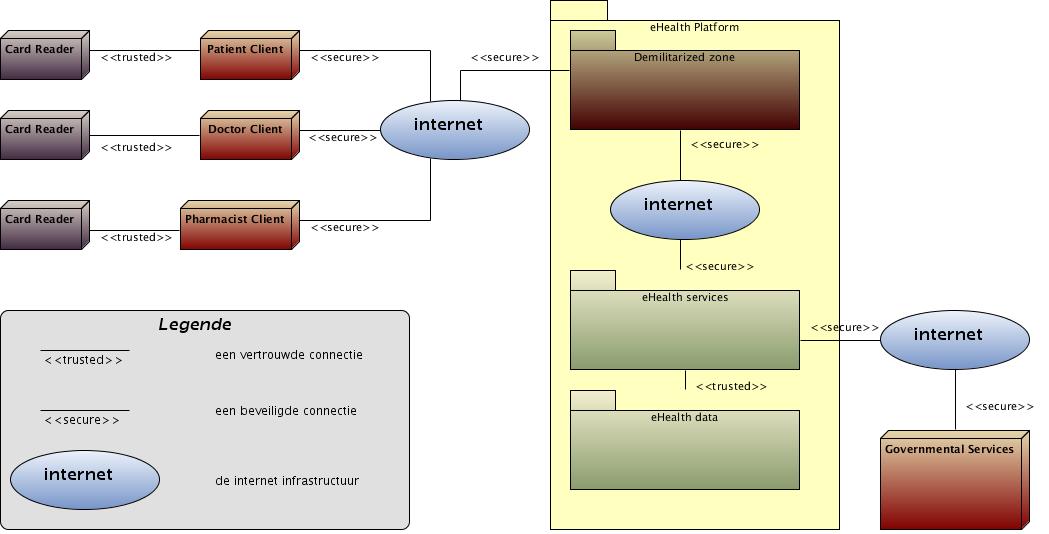 eHealth Platform
Card Reader
<<trusted>>
Patient Client
<<secure>>
<<secure>>
Demilitarized zone
Card Reader
<<trusted>>
Doctor Client
<<secure>>
internet
<<secure>>
Card Reader
<<trusted>>
Pharmacist Client
<<secure>>
internet
<<secure>>
eHealth services
<<secure>>
internet
<<trusted>>
eHealth data
<<secure>>
Governmental Services
Legende
<<trusted>>
een vertrouwde connectie
<<secure>>
een beveiligde connectie
internet
de internet infrastructuur